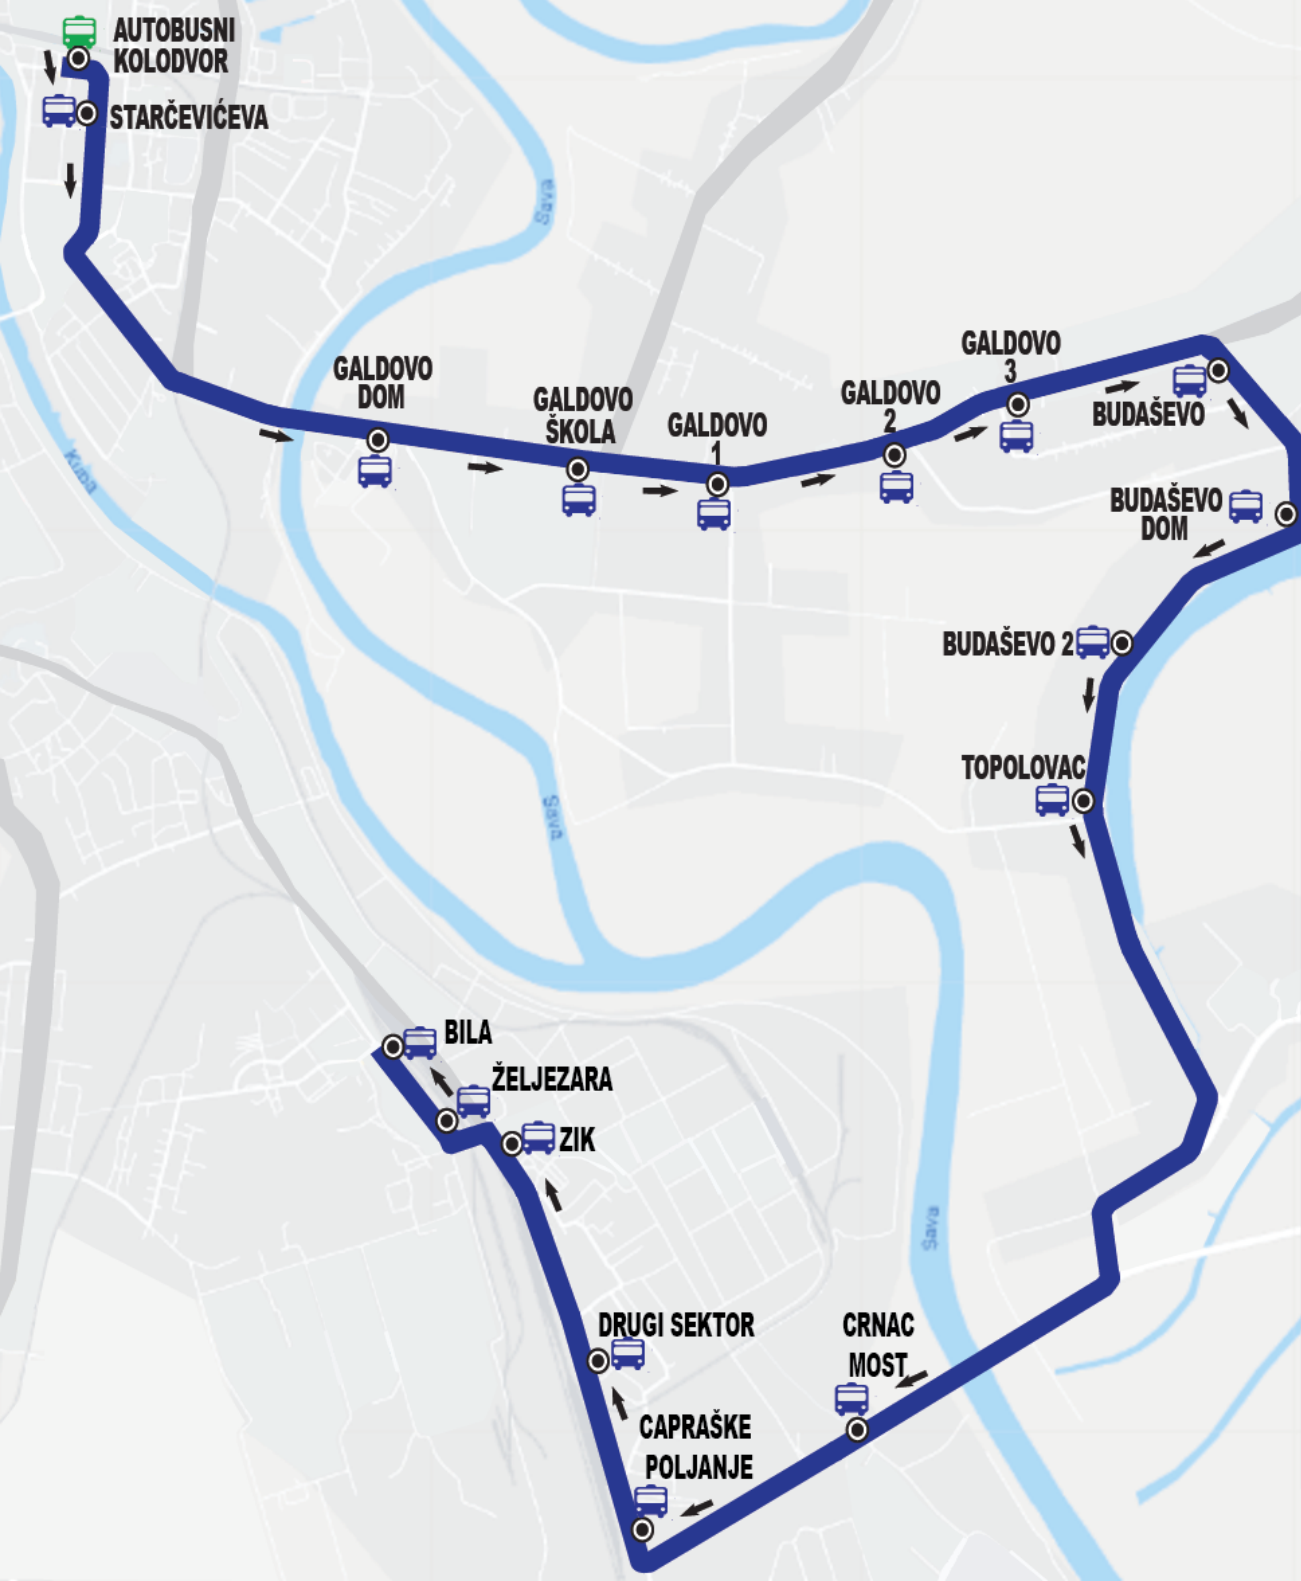 AUTOBUSNI
KOLODVOR
STARČEVIĆEVA
Sava
GALDOVO
3
GALDOVO
DOM
GALDOVO
2
GALDOVO
ŠKOLA
GALDOVO
1
BUDAŠEVO
Kupa
BUDAŠEVO
DOM
BUDAŠEVO 2
TOPOLOVAC
Sava
BILA
ŽELJEZARA
ZIK
Sava
DRUGI SEKTOR
CRNAC
MOST
CAPRAŠKE
POLJANJE